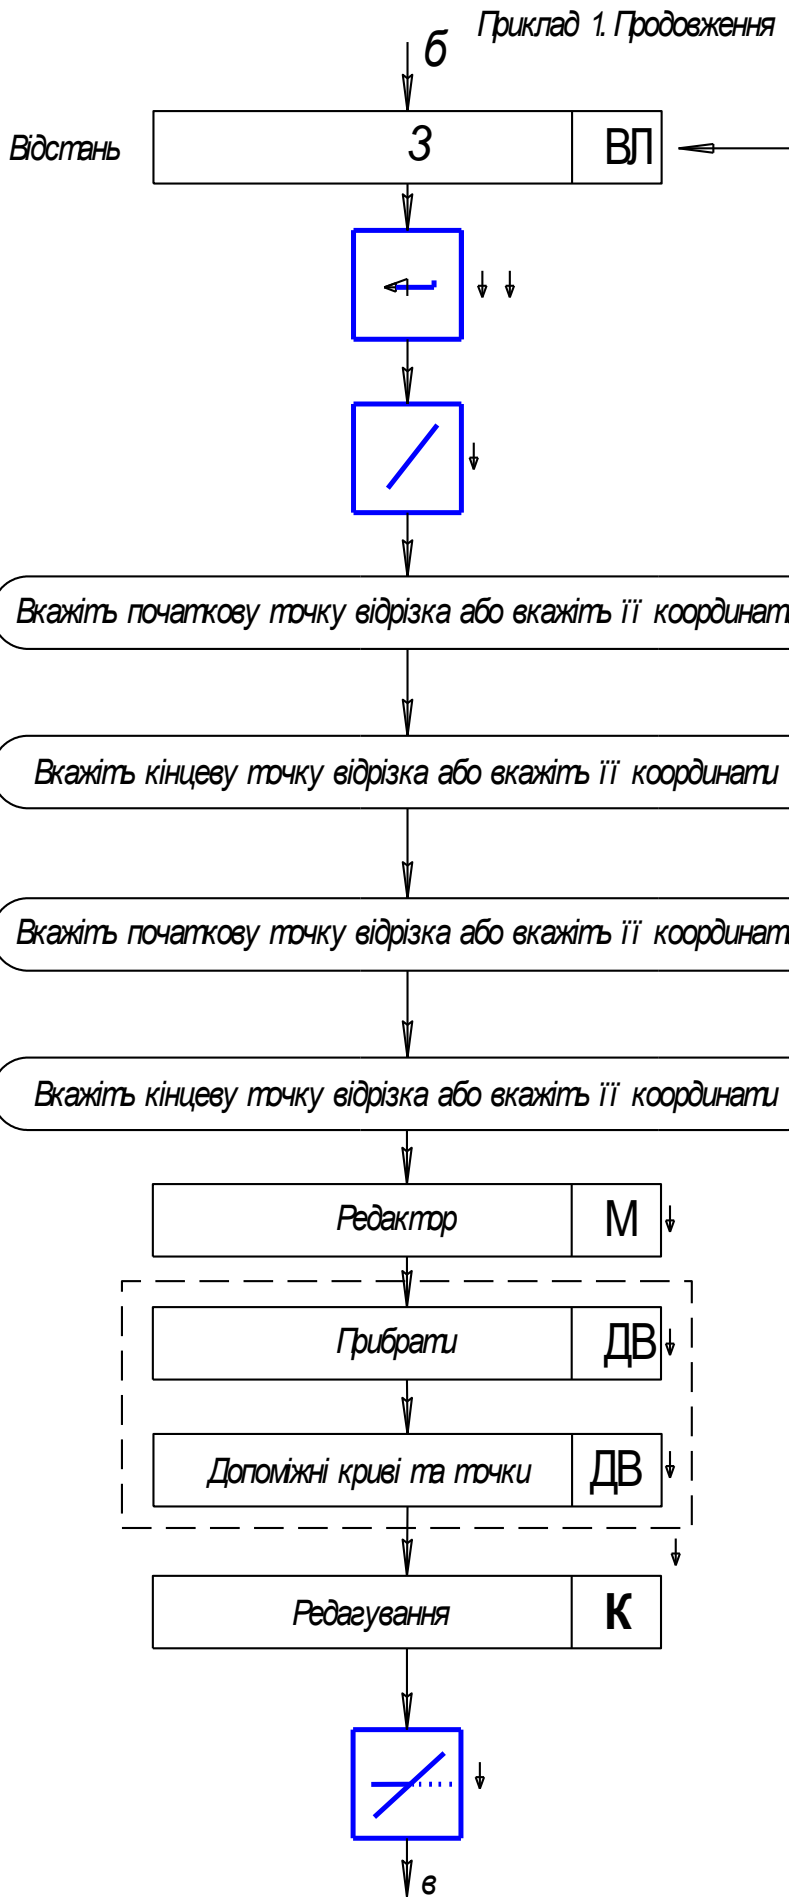 Приклад 1. Продовження
б
Відстань 3 ВЛ
Вкажіть початкову точку відрізка або вкажіть її координати
Вкажіть кінцеву точку відрізка або вкажіть її координати
Вкажіть початкову точку відрізка або вкажіть її координати
Вкажіть кінцеву точку відрізка або вкажіть її координати
Редактор М
Прибрати ДВ
Допоміжні криві та точки ДВ
Редагування К
в